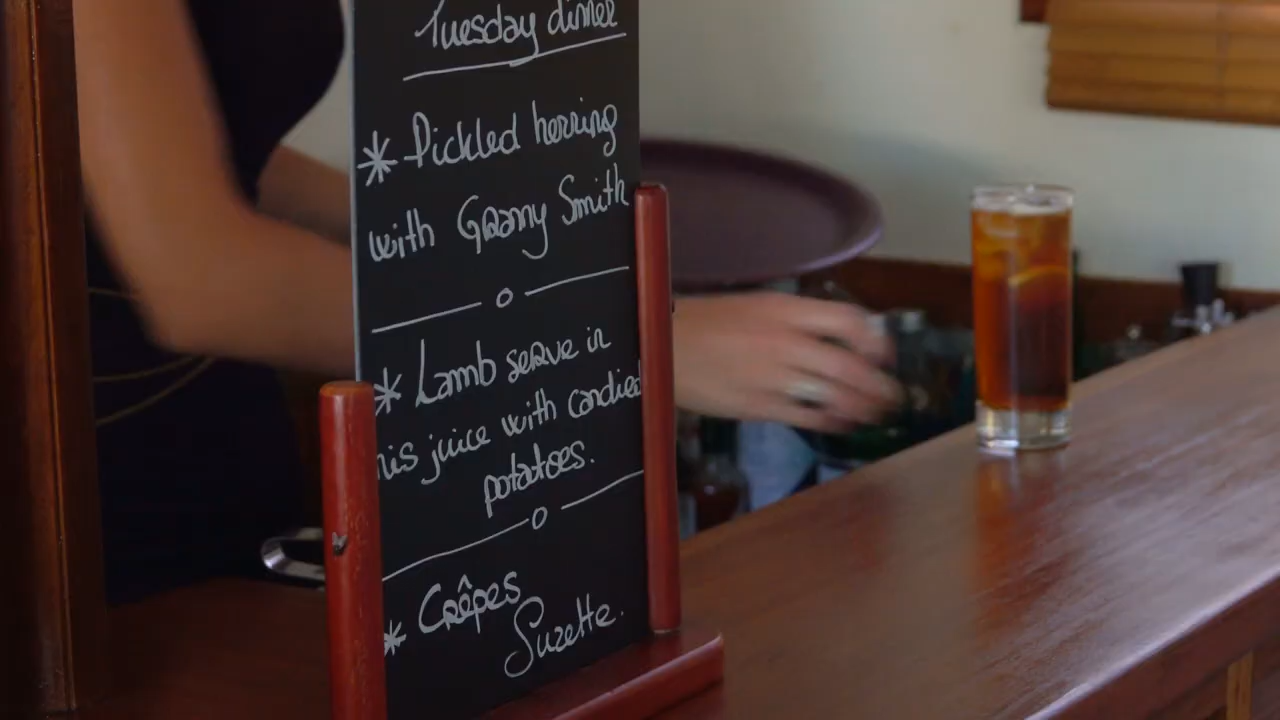 Tuesday dinner
* Pickled herring
with Granny Smith
* Lamb serve in
his juice with candied
potatoes.
* Crêpes
Suzette.